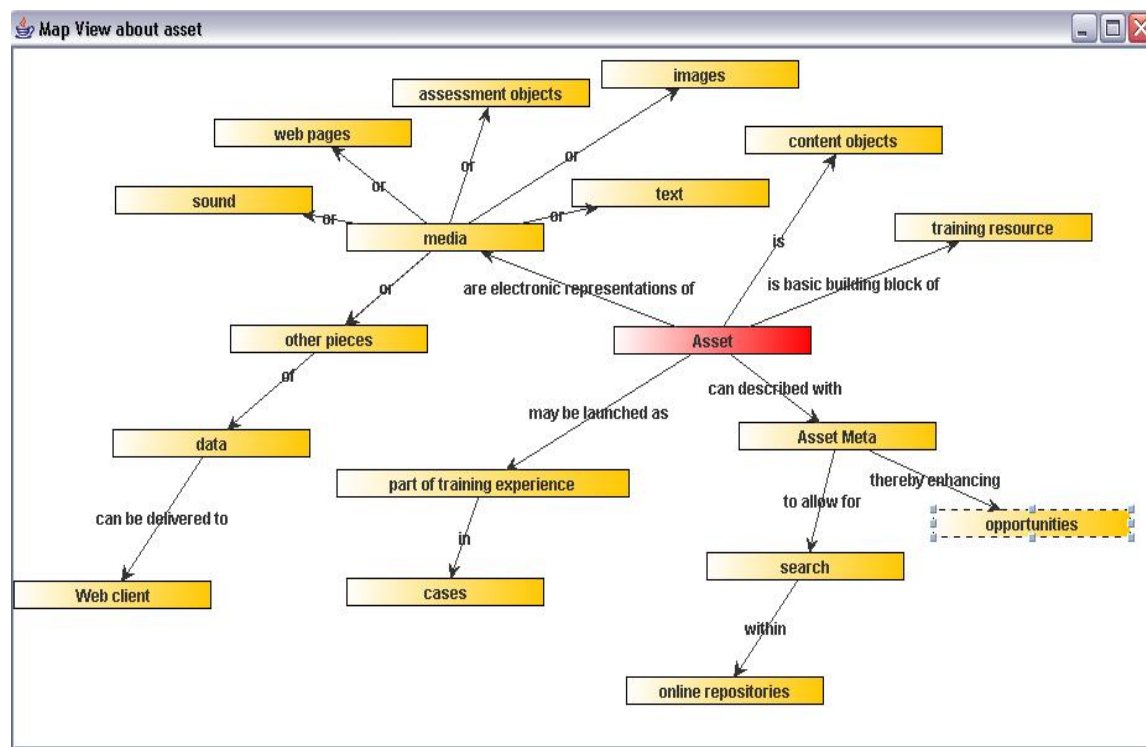 Map View about asset
images
assessment objects
web pages
content objects
or
or
or
sound
text
or
or
or
training resource
media
is
are electronic representations of
is basic building block of
or
other pieces
Asset
of
can described with
may be launched as
data
Asset Meta
part of training experience
thereby enhancing
to allow for
can be delivered to
opportunities
in
search
Web client
cases
within
online repositories